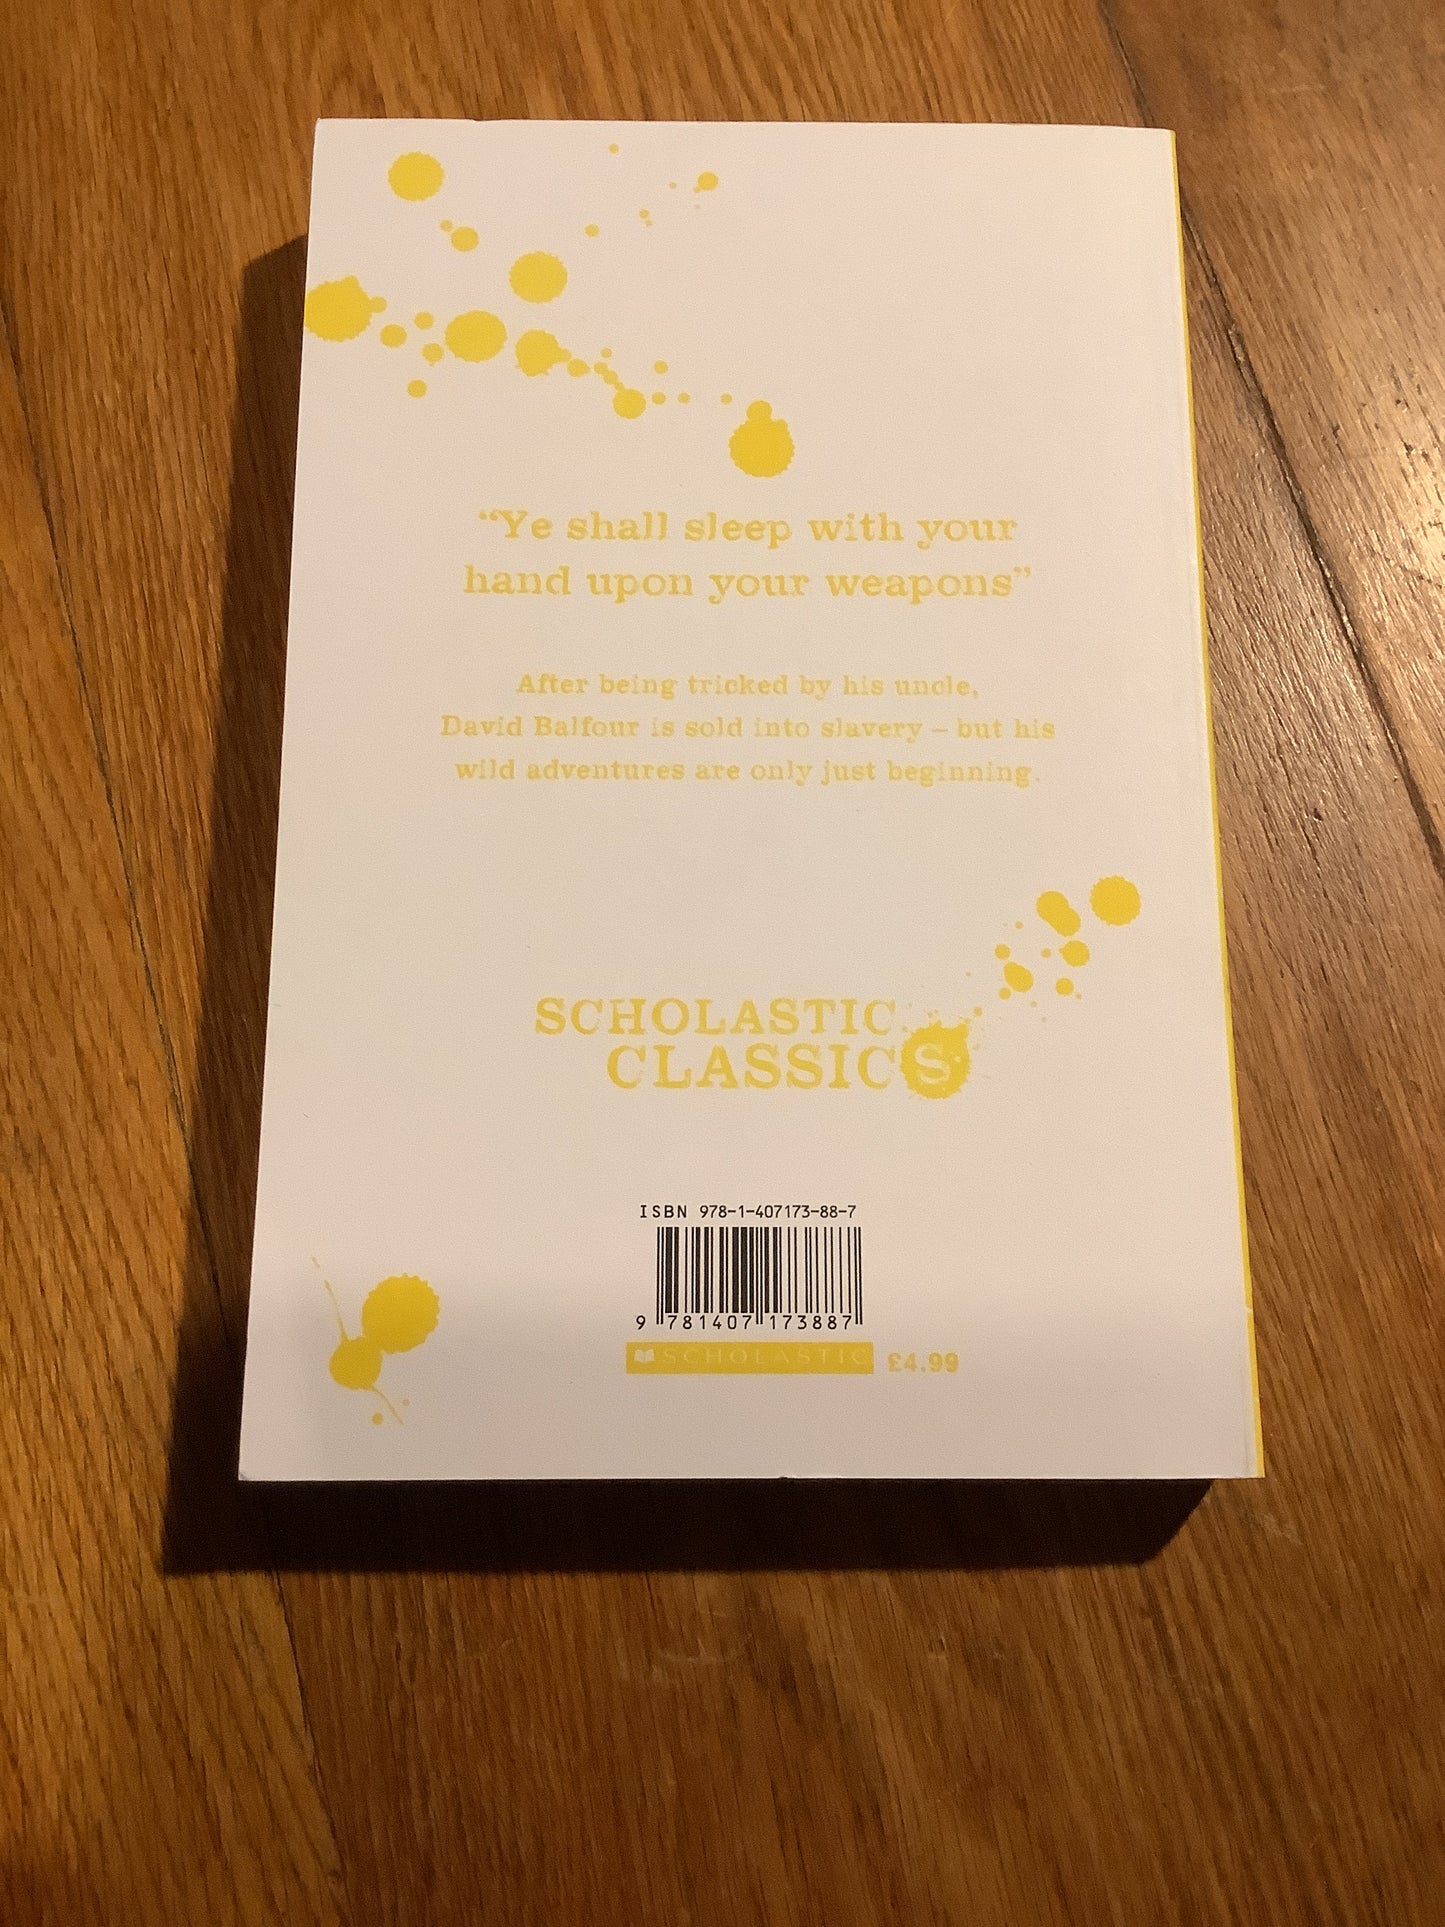 “Ye shall sleep with your
hand upon your weapons”
After being tricked by his uncle,
David Balfour is sold into slavery – but his
wild adventures are only just beginning.
SCHOLASTIC
CLASSICS
ISBN 978-1-407173-88-7
9 781407 173887
SCHOLASTIC £4.99